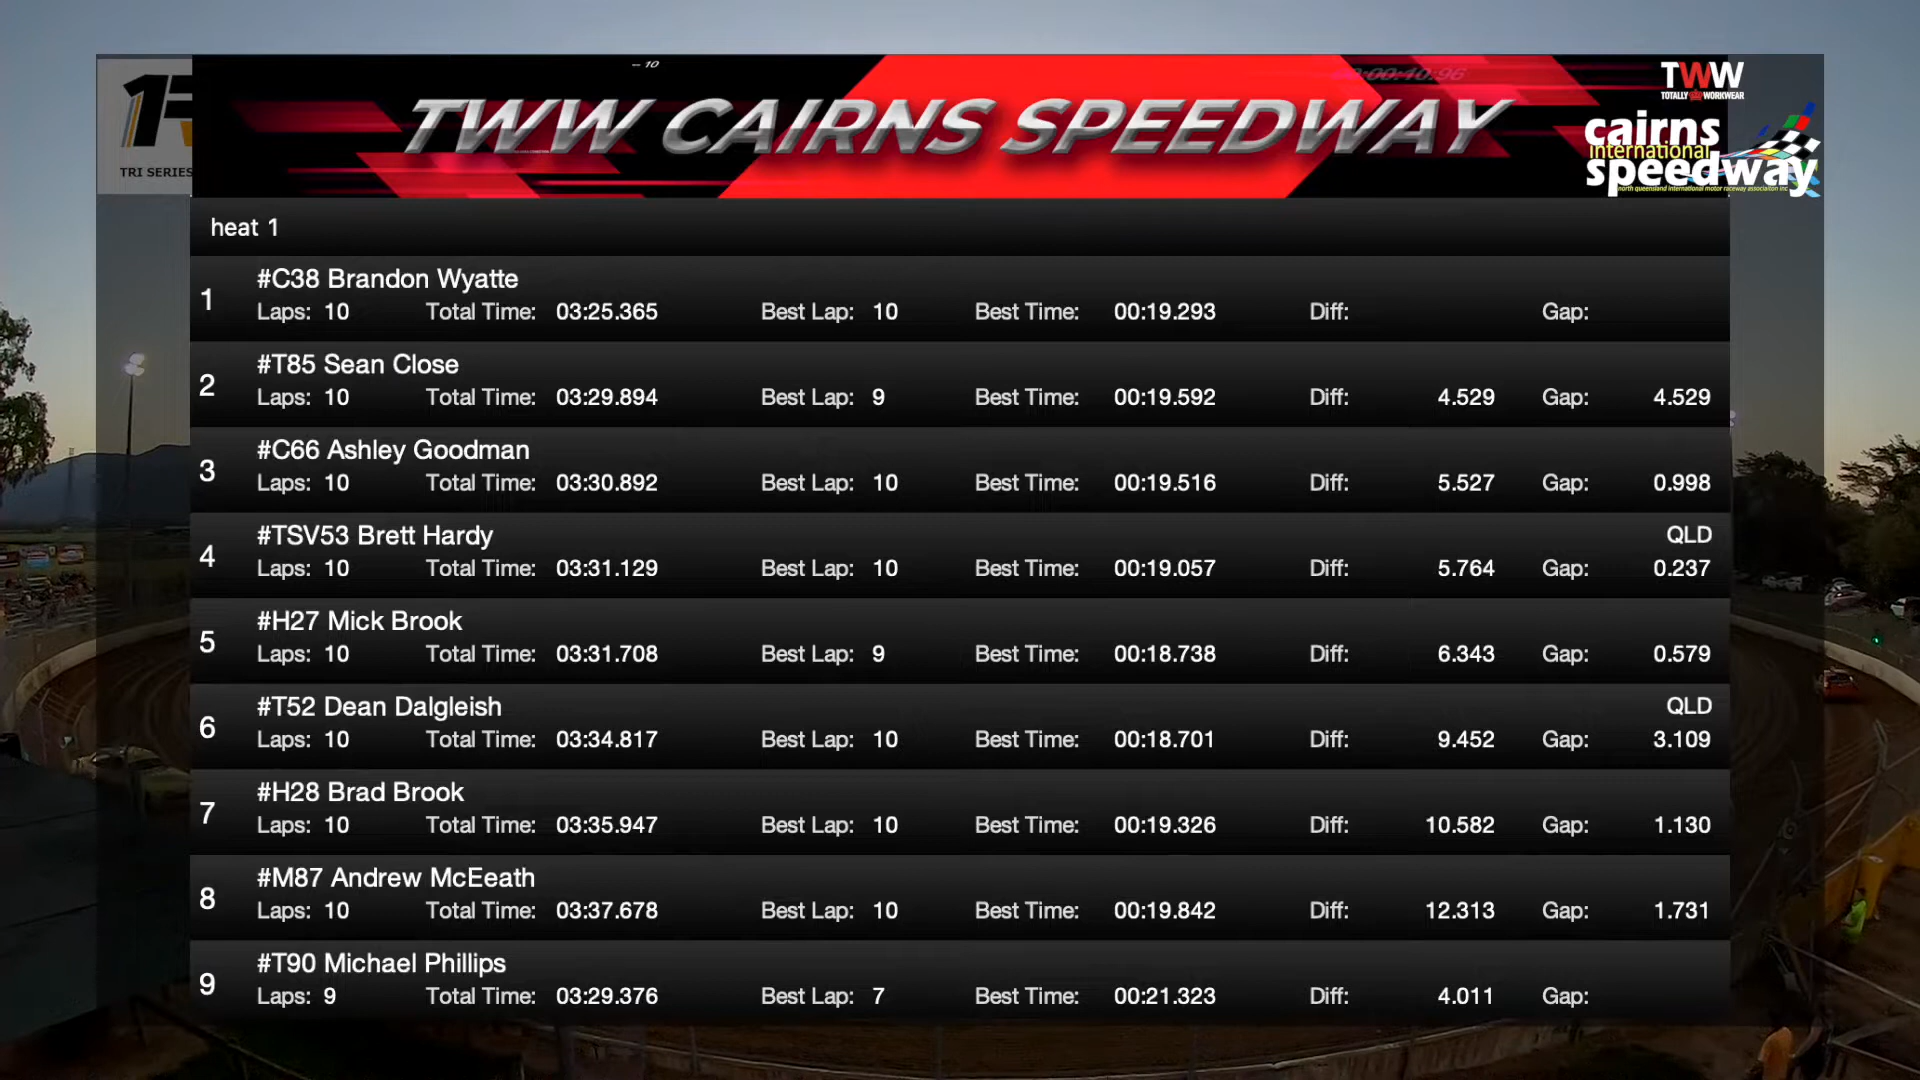 -- 10
00:00:40.96
TWW CAIRNS SPEEDWAY
TWW
TOTALLY WORKWEAR
cairns
international
speedway
north queensland international motor raceway association inc
TRI SERIES
heat 1
1 #C38 Brandon Wyatte
Laps: 10 Total Time: 03:25.365 Best Lap: 10 Best Time: 00:19.293 Diff: Gap:
2 #T85 Sean Close
Laps: 10 Total Time: 03:29.894 Best Lap: 9 Best Time: 00:19.592 Diff: 4.529 Gap: 4.529
3 #C66 Ashley Goodman
Laps: 10 Total Time: 03:30.892 Best Lap: 10 Best Time: 00:19.516 Diff: 5.527 Gap: 0.998
4 #TSV53 Brett Hardy QLD
Laps: 10 Total Time: 03:31.129 Best Lap: 10 Best Time: 00:19.057 Diff: 5.764 Gap: 0.237
5 #H27 Mick Brook
Laps: 10 Total Time: 03:31.708 Best Lap: 9 Best Time: 00:18.738 Diff: 6.343 Gap: 0.579
6 #T52 Dean Dalgleish QLD
Laps: 10 Total Time: 03:34.817 Best Lap: 10 Best Time: 00:18.701 Diff: 9.452 Gap: 3.109
7 #H28 Brad Brook
Laps: 10 Total Time: 03:35.947 Best Lap: 10 Best Time: 00:19.326 Diff: 10.582 Gap: 1.130
8 #M87 Andrew McEeath
Laps: 10 Total Time: 03:37.678 Best Lap: 10 Best Time: 00:19.842 Diff: 12.313 Gap: 1.731
9 #T90 Michael Phillips
Laps: 9 Total Time: 03:29.376 Best Lap: 7 Best Time: 00:21.323 Diff: 4.011 Gap: